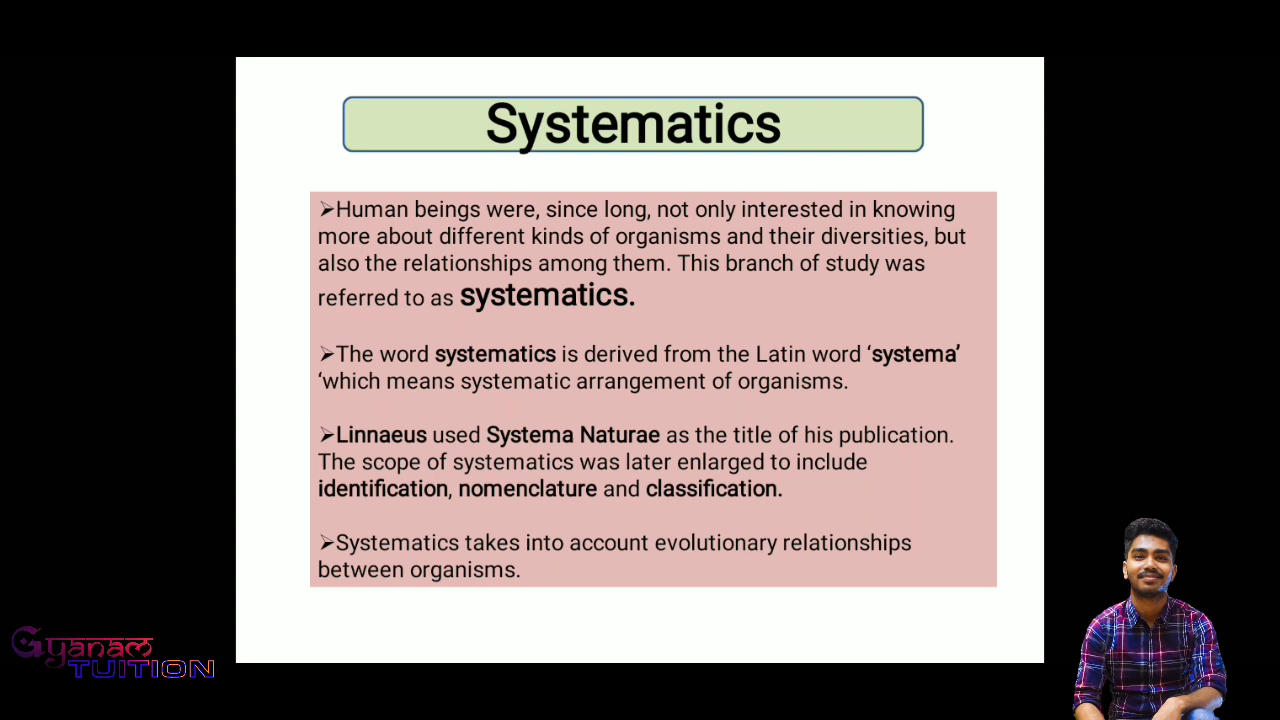 Systematics
➢Human beings were, since long, not only interested in knowing
more about different kinds of organisms and their diversities, but
also the relationships among them. This branch of study was
referred to as systematics.
➢The word systematics is derived from the Latin word ‘systema’
‘which means systematic arrangement of organisms.
➢Linnaeus used Systema Naturae as the title of his publication.
The scope of systematics was later enlarged to include
identification, nomenclature and classification.
➢Systematics takes into account evolutionary relationships
between organisms.
Gyanam
TUITION